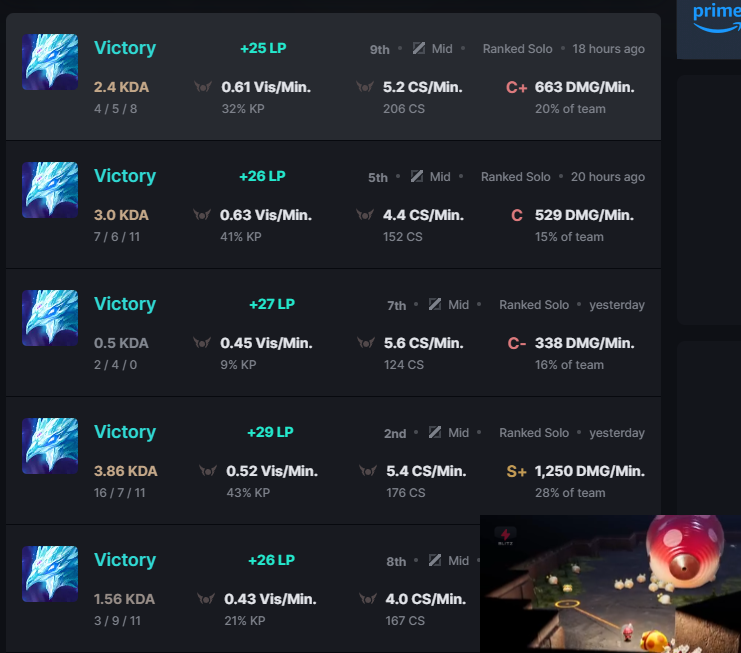 prime
Victory +25 LP 9th • Mid • Ranked Solo • 18 hours ago
2.4 KDA 0.61 Vis/Min. 5.2 CS/Min. C+ 663 DMG/Min.
4 / 5 / 8 32% KP 206 CS 20% of team
Victory +26 LP 5th • Mid • Ranked Solo • 20 hours ago
3.0 KDA 0.63 Vis/Min. 4.4 CS/Min. C 529 DMG/Min.
7 / 6 / 11 41% KP 152 CS 15% of team
Victory +27 LP 7th • Mid • Ranked Solo • yesterday
0.5 KDA 0.45 Vis/Min. 5.6 CS/Min. C- 338 DMG/Min.
2 / 4 / 0 9% KP 124 CS 16% of team
Victory +29 LP 2nd • Mid • Ranked Solo • yesterday
3.86 KDA 0.52 Vis/Min. 5.4 CS/Min. S+ 1,250 DMG/Min.
16 / 7 / 11 43% KP 176 CS 28% of team
Victory +26 LP 8th • Mid •
1.56 KDA 0.43 Vis/Min. 4.0 CS/Min.
3 / 9 / 11 21% KP 167 CS
BLITZ